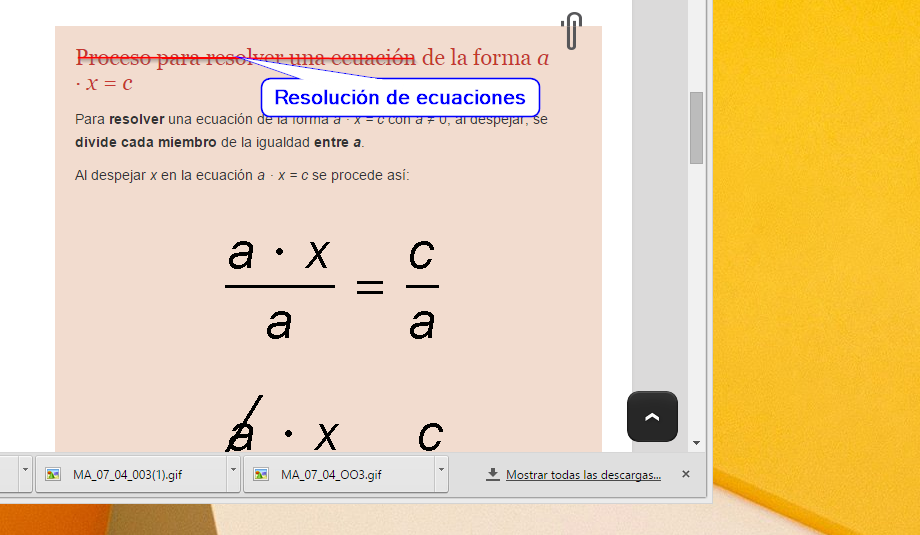 Proceso para resolver una ecuación de la forma a
· x = c
Resolución de ecuaciones
Para resolver una ecuación de la forma a · x = c con a ≠ 0, al despejar, se
divide cada miembro de la igualdad entre a.
Al despejar x en la ecuación a · x = c se procede así:
a · x / a = c / a
a · x c
MA_07_04_003(1).gif
MA_07_04_OO3.gif
Mostrar todas las descargas...